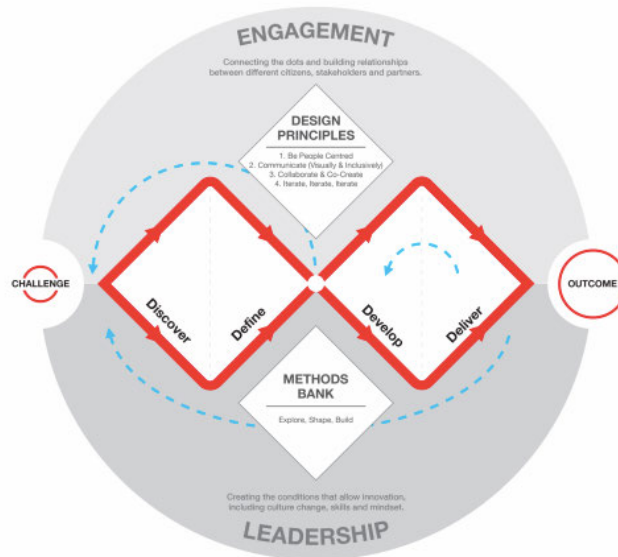 ENGAGEMENT
Connecting the dots and building relationships
between different citizens, stakeholders and partners.
DESIGN
PRINCIPLES
1. Be People Centred
2. Communicate (Visually & Inclusively)
3. Collaborate & Co-Create
4. Iterate, Iterate, Iterate
CHALLENGE
OUTCOME
Discover
Define
Develop
Deliver
METHODS
BANK
Explore, Shape, Build
Creating the conditions that allow innovation,
including culture change, skills and mindset.
LEADERSHIP